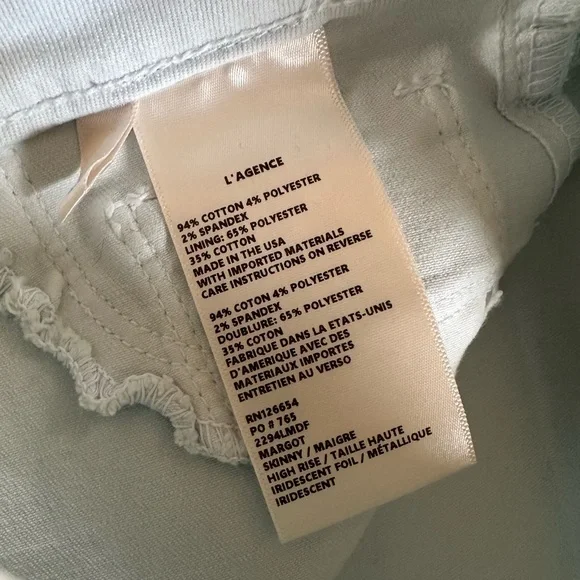 L'AGENCE
94% COTTON 4% POLYESTER
2% SPANDEX
LINING: 65% POLYESTER
35% COTTON
MADE IN THE USA
WITH IMPORTED MATERIALS
CARE INSTRUCTIONS ON REVERSE
94% COTON 4% POLYESTER
2% SPANDEX
DOUBLURE: 65% POLYESTER
35% COTON
FABRIQUE DANS LA ETATS-UNIS
D'AMERIQUE AVEC DES
MATERIAUX IMPORTES
ENTRETIEN AU VERSO
RN126654
PO # 765
2294LMDF
MARGOT
SKINNY / MAIGRE
HIGH RISE / TAILLE HAUTE
IRIDESCENT FOIL / MÉTALLIQUE
IRIDESCENT